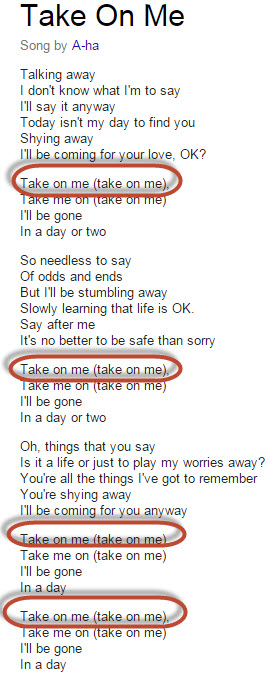 Take On Me
Song by A-ha
Talking away
I don't know what I'm to say
I'll say it anyway
Today isn't my day to find you
Shying away
I'll be coming for your love, OK?
Take on me (take on me),
Take me on (take on me)
I'll be gone
In a day or two
So needless to say
Of odds and ends
But I'll be stumbling away
Slowly learning that life is OK.
Say after me
It's no better to be safe than sorry
Take on me (take on me),
Take me on (take on me)
I'll be gone
In a day or two
Oh, things that you say
Is it a life or just to play my worries away?
You're all the things I've got to remember
You're shying away
I'll be coming for you anyway
Take on me (take on me),
Take me on (take on me)
I'll be gone
In a day
Take on me (take on me),
Take me on (take on me)
I'll be gone
In a day